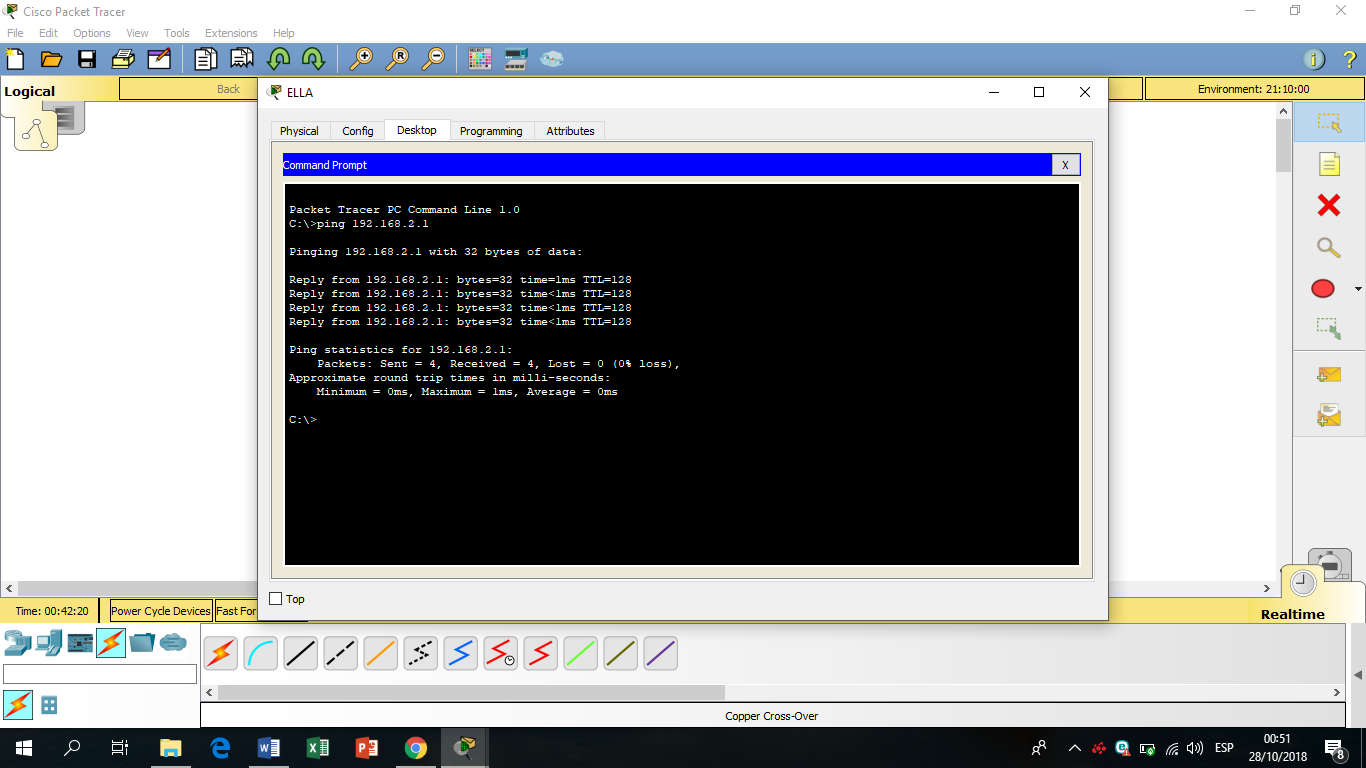 Cisco Packet Tracer
File Edit Options View Tools Extensions Help
SELECT
R
Logical
Back
Environment: 21:10:00
ELLA
Physical Config Desktop Programming Attributes
Command Prompt
X
Packet Tracer PC Command Line 1.0
C:\>ping 192.168.2.1
Pinging 192.168.2.1 with 32 bytes of data:
Reply from 192.168.2.1: bytes=32 time=1ms TTL=128
Reply from 192.168.2.1: bytes=32 time<1ms TTL=128
Reply from 192.168.2.1: bytes=32 time<1ms TTL=128
Reply from 192.168.2.1: bytes=32 time<1ms TTL=128
Ping statistics for 192.168.2.1:
Packets: Sent = 4, Received = 4, Lost = 0 (0% loss),
Approximate round trip times in milli-seconds:
Minimum = 0ms, Maximum = 1ms, Average = 0ms
C:\>
Top
Time: 00:42:20 Power Cycle Devices Fast For
Realtime
Copper Cross-Over
ESP
00:51
28/10/2018
8